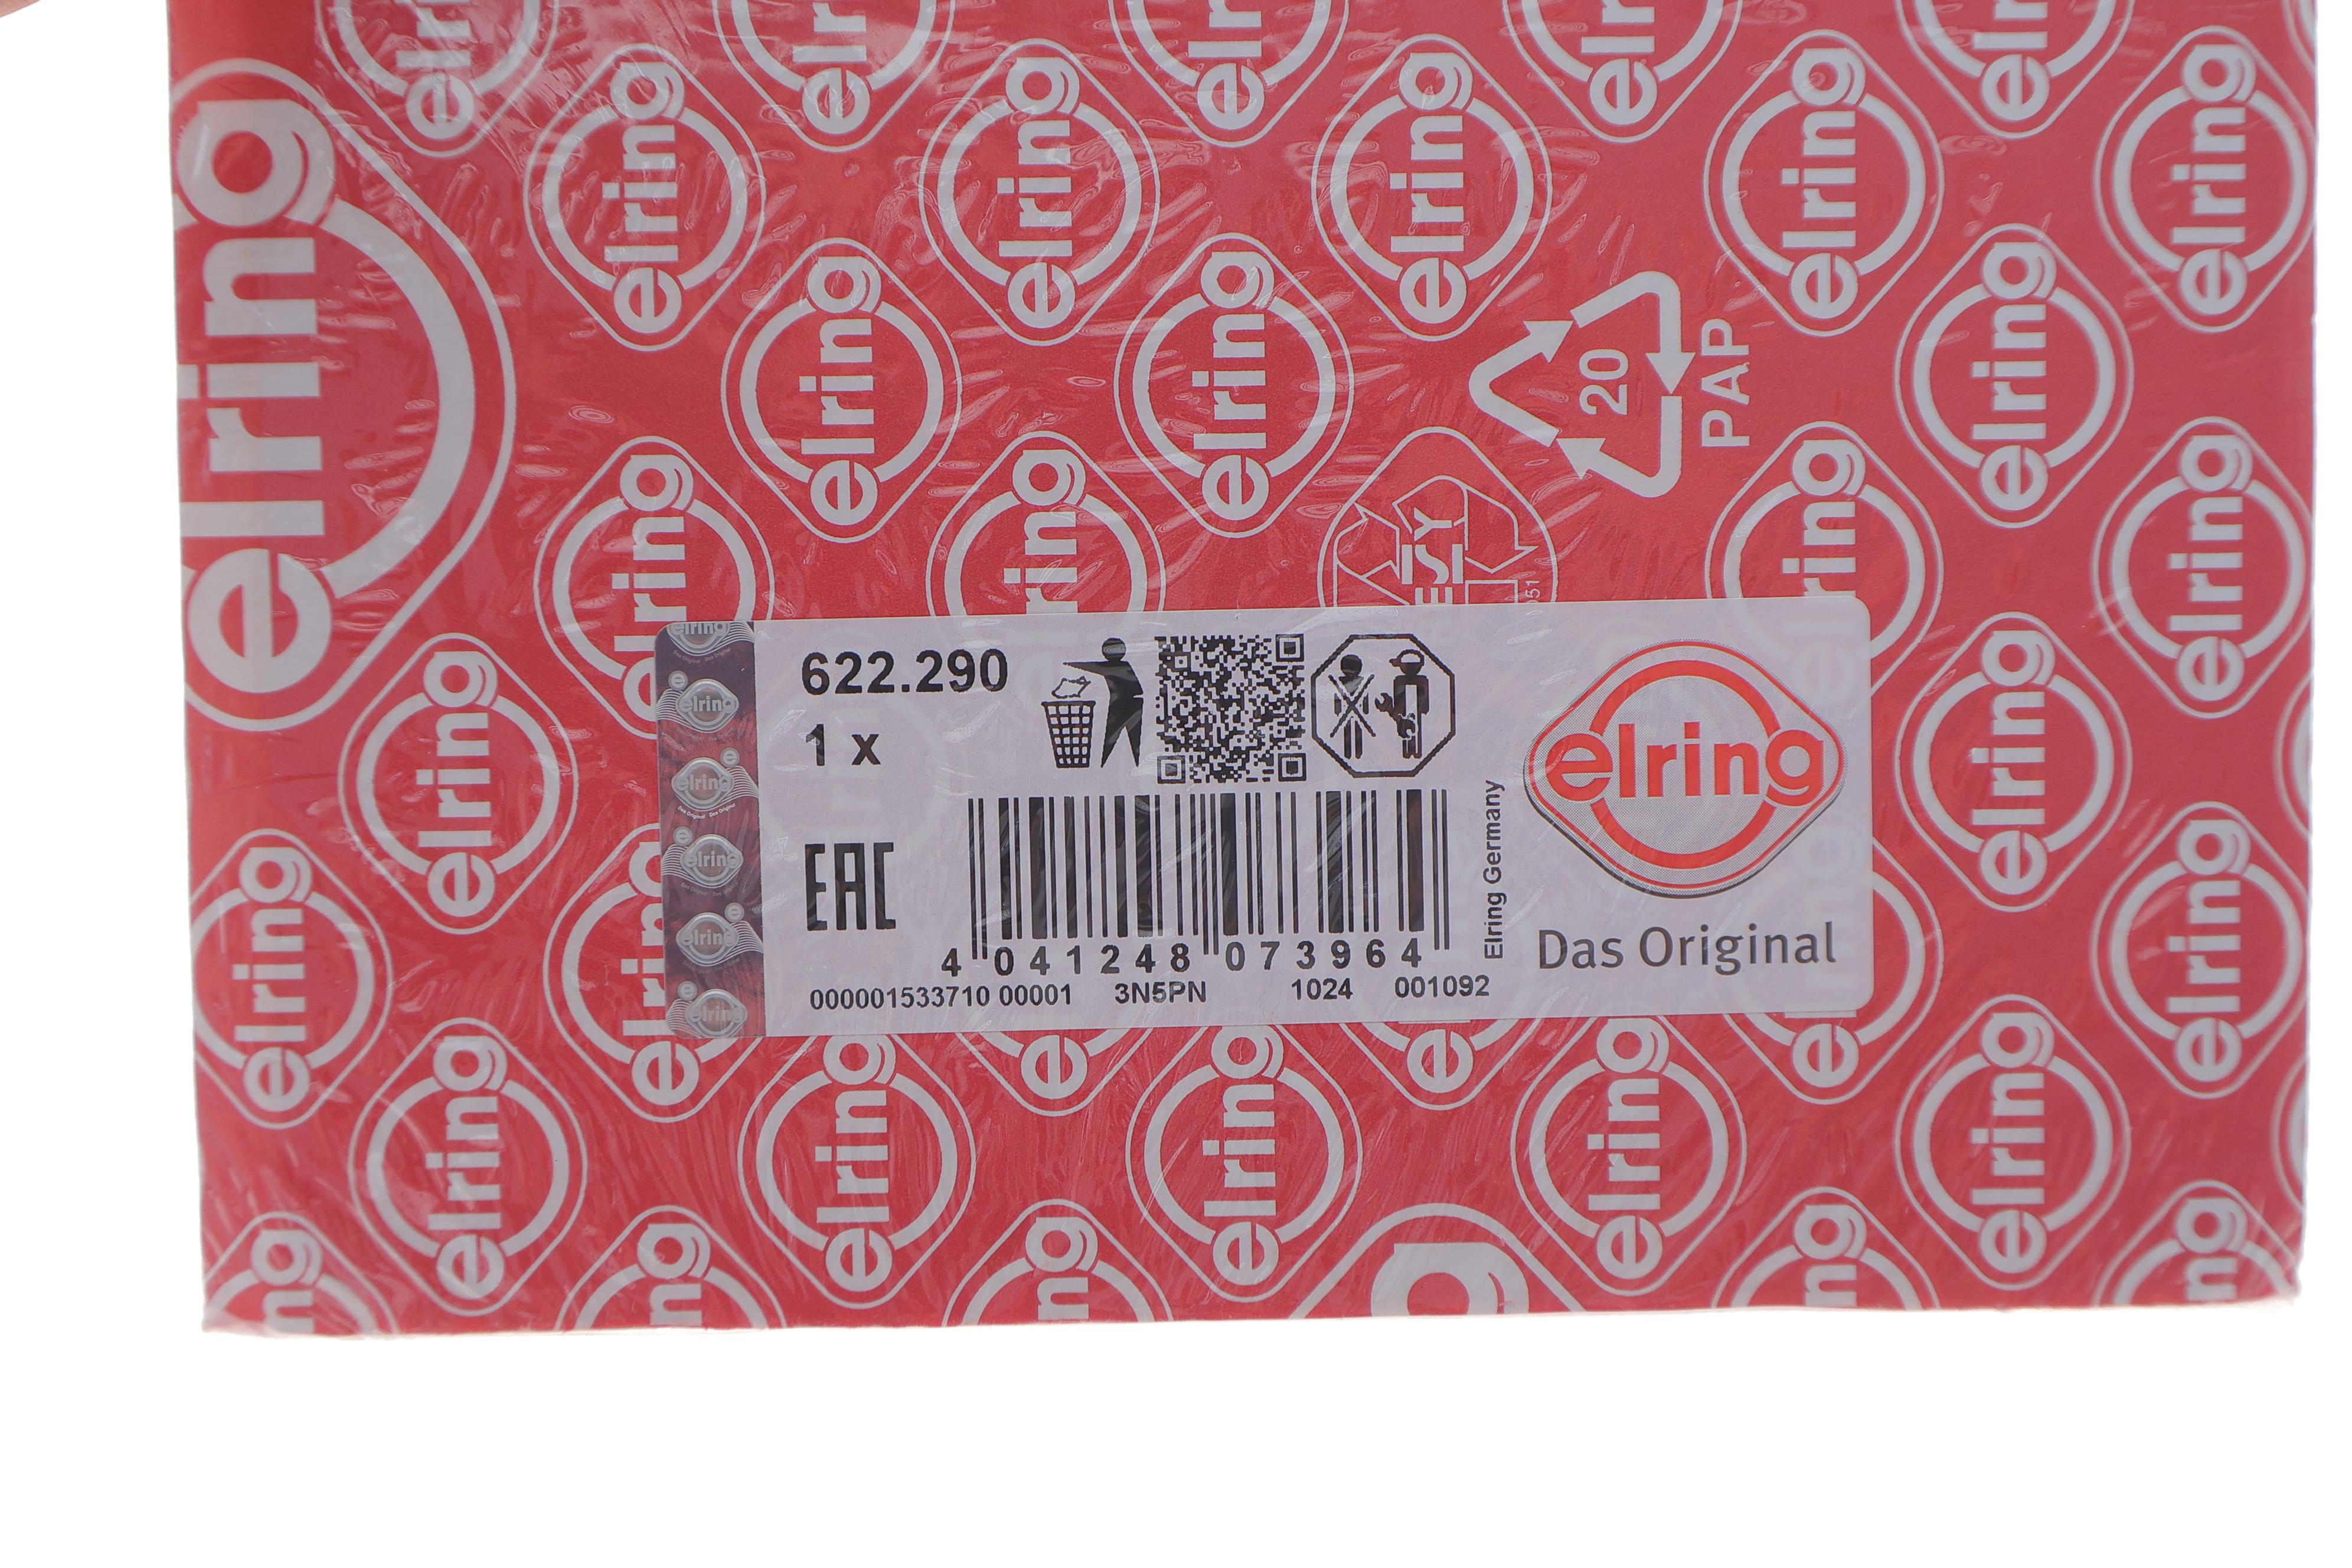 elring
20
PAP
622.290
1 x
EAC
4 041248 073964
000001533710 00001 3N5PN 1024 001092
Elring Germany
elring
Das Original